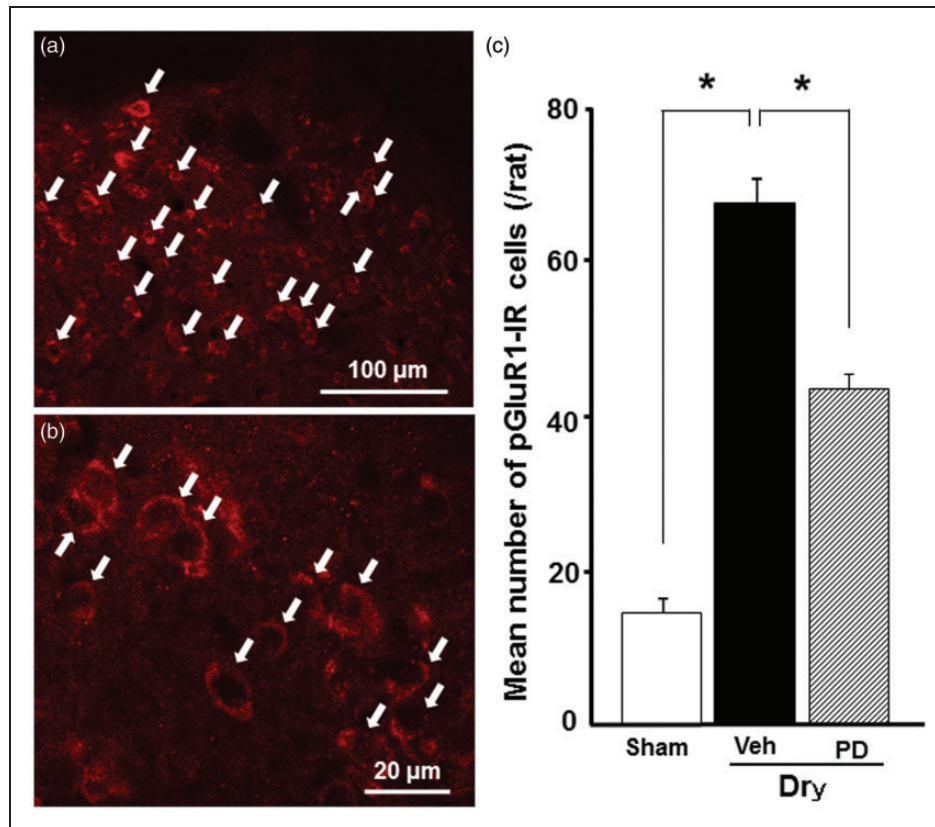 (a)
100 µm
(b)
20 µm
(c)
* *
Mean number of pGluR1-IR cells (/rat)
80
60
40
20
0
Sham
Veh
PD
Dry